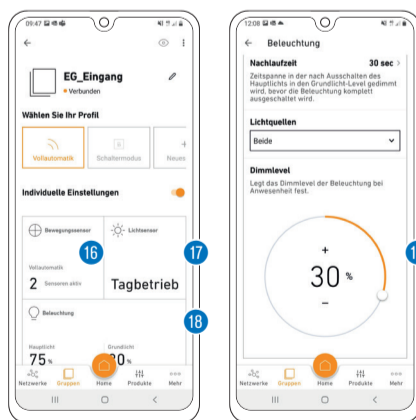 09:47
EG_Eingang
Verbunden
Wählen Sie Ihr Profil
Vollautomatik
Schaltermodus
Neues
Individuelle Einstellungen
Bewegungssensor
16
Lichtsensor
17
Vollautomatik
2 Sensoren aktiv
Tagbetrieb
18
Beleuchtung
Hauptlicht
Grundlicht
75 %
Netzwerke
Gruppen
Home
Produkte
Mehr
12:08
Beleuchtung
Nachlaufzeit 30 sec >
Zeitspanne in der nach Ausschalten des
Hauptlichts in den Grundlicht-Level gedimmt
wird, bevor die Beleuchtung komplett
ausgeschaltet wird.
Lichtquellen
Beide
Dimmlevel
Legt das Dimmlevel der Beleuchtung bei
Anwesenheit fest.
+
30 %
−
Netzwerke
Gruppen
Home
Produkte
Mehr